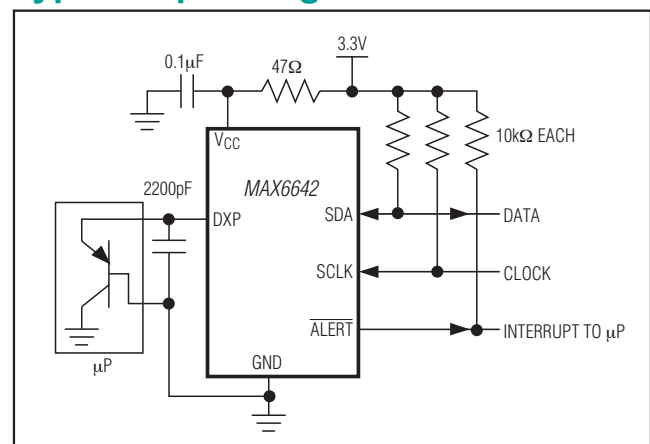 3.3V
0.1μF
47Ω
VCC
10kΩ EACH
MAX6642
2200pF
DXP
SDA
DATA
SCLK
CLOCK
ALERT
INTERRUPT TO μP
GND
μP